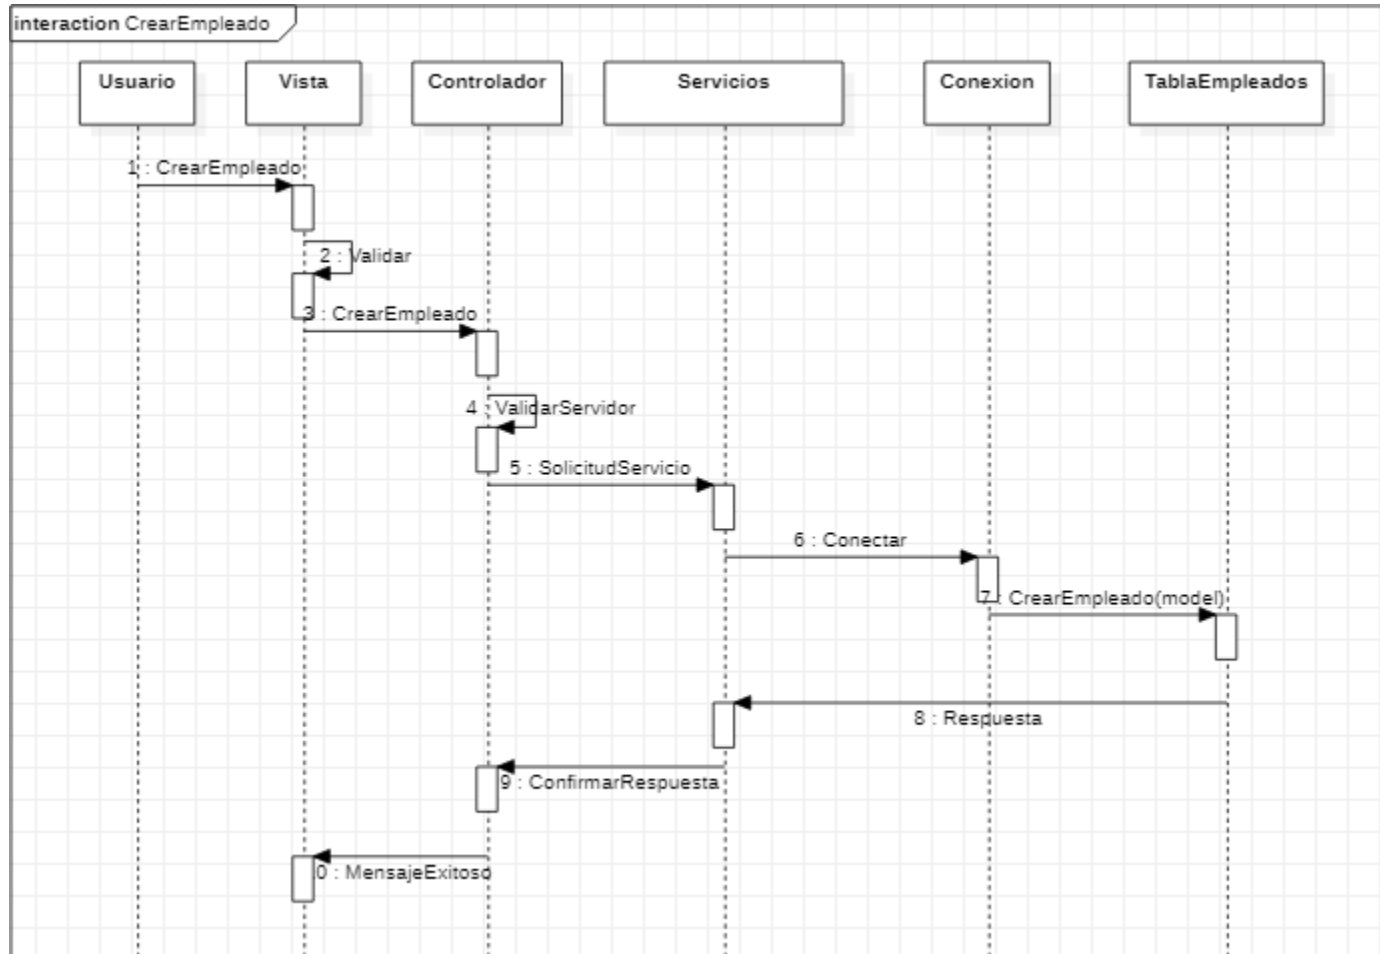 interaction CrearEmpleado
Usuario
Vista
Controlador
Servicios
Conexion
TablaEmpleados
1 : CrearEmpleado
2 : Validar
3 : CrearEmpleado
4 : ValidarServidor
5 : SolicitudServicio
6 : Conectar
7 : CrearEmpleado(model)
8 : Respuesta
9 : ConfirmarRespuesta
0 : MensajeExitoso